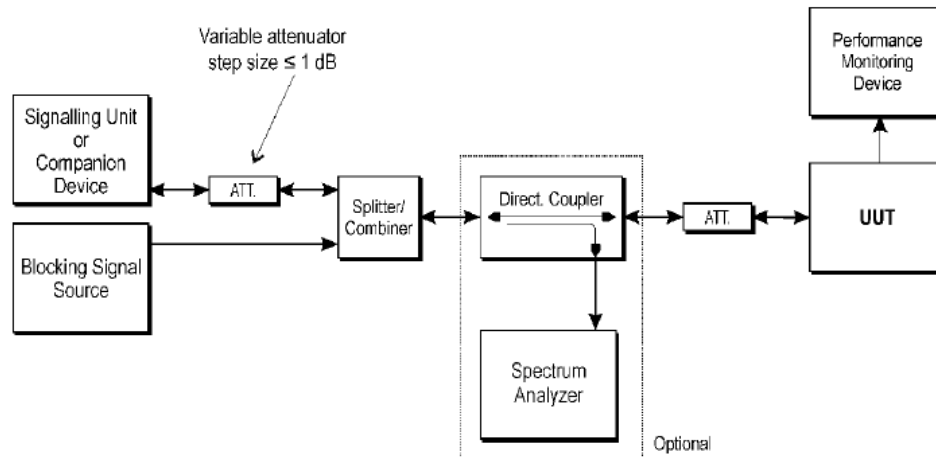 Variable attenuator
step size ≤ 1 dB
Performance
Monitoring
Device
Signalling Unit
or
Companion
Device
ATT.
Splitter/
Combiner
Direct. Coupler
ATT.
UUT
Blocking Signal
Source
Spectrum
Analyzer
Optional